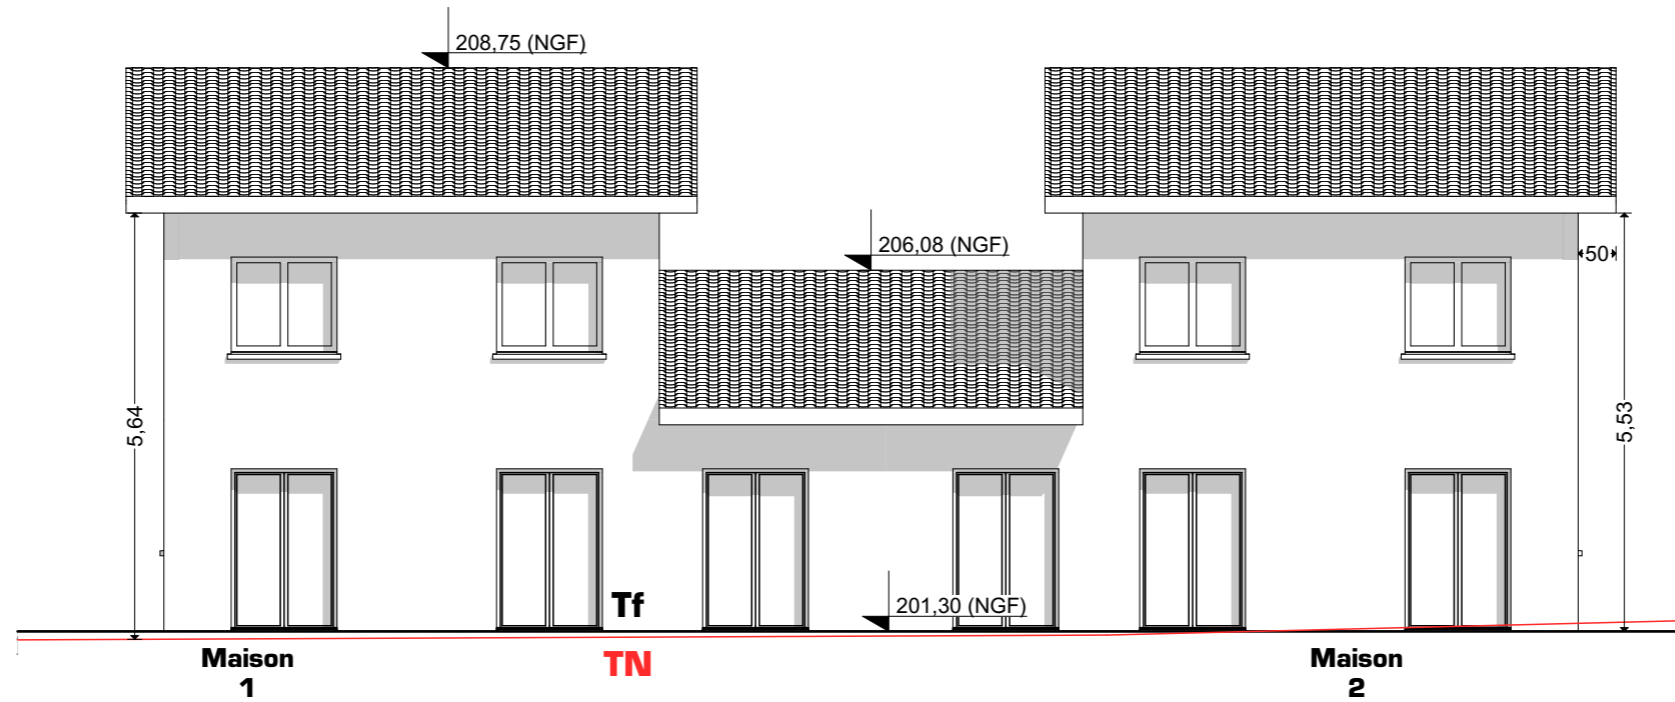 208,75 (NGF)
206,08 (NGF)
50
5,64
5,53
Tf
201,30 (NGF)
TN
Maison
1
Maison
2